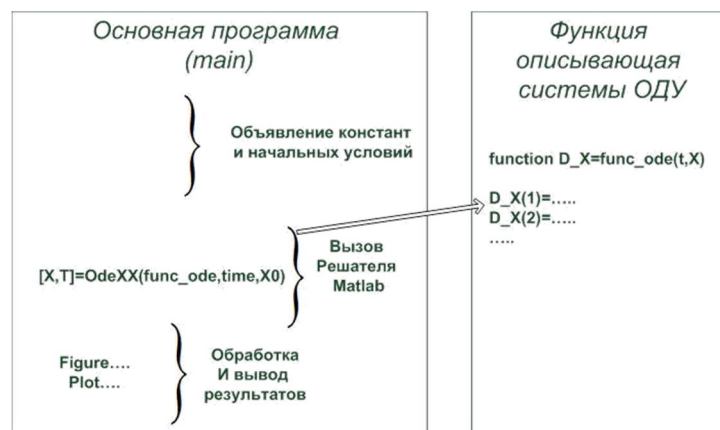 Основная программа
(main)
Объявление констант
и начальных условий
[X,T]=OdeXX(func_ode,time,X0)
Вызов
Решателя
Matlab
Figure....
Plot....
Обработка
И вывод
результатов
Функция
описывающая
системы ОДУ
function D_X=func_ode(t,X)
D_X(1)=.....
D_X(2)=.....
.....